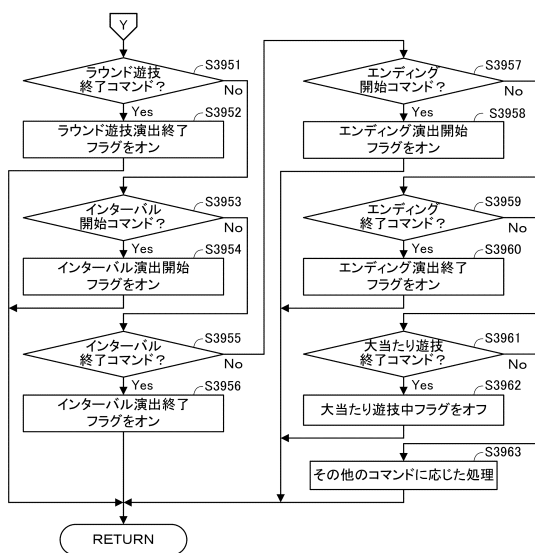 Y
S3951
ラウンド遊技
終了コマンド？
No
Yes
S3952
ラウンド遊技演出終了
フラグをオン
S3953
インターバル
開始コマンド？
No
Yes
S3954
インターバル演出開始
フラグをオン
S3955
インターバル
終了コマンド？
No
Yes
S3956
インターバル演出終了
フラグをオン
RETURN
S3957
エンディング
開始コマンド？
No
Yes
S3958
エンディング演出開始
フラグをオン
S3959
エンディング
終了コマンド？
No
Yes
S3960
エンディング演出終了
フラグをオン
S3961
大当たり遊技
終了コマンド？
No
Yes
S3962
大当たり遊技中フラグをオフ
S3963
その他のコマンドに応じた処理